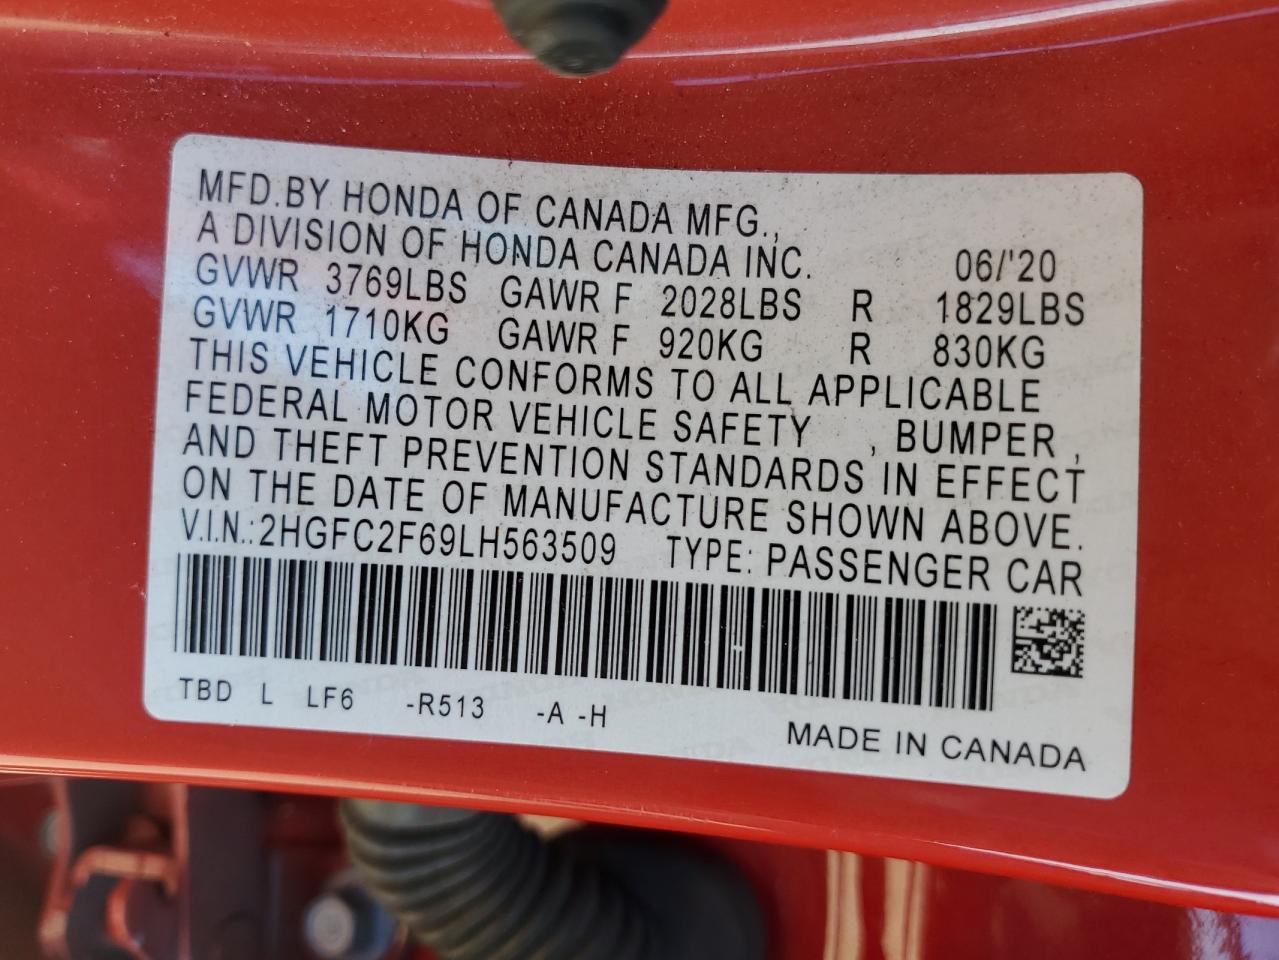 MFD.BY HONDA OF CANADA MFG.,
A DIVISION OF HONDA CANADA INC. 06/'20
GVWR 3769LBS GAWR F 2028LBS R 1829LBS
GVWR 1710KG GAWR F 920KG R 830KG
THIS VEHICLE CONFORMS TO ALL APPLICABLE
FEDERAL MOTOR VEHICLE SAFETY , BUMPER ,
AND THEFT PREVENTION STANDARDS IN EFFECT
ON THE DATE OF MANUFACTURE SHOWN ABOVE.
V.I.N.:2HGFC2F69LH563509 TYPE: PASSENGER CAR
TBD L LF6 -R513 -A -H
MADE IN CANADA